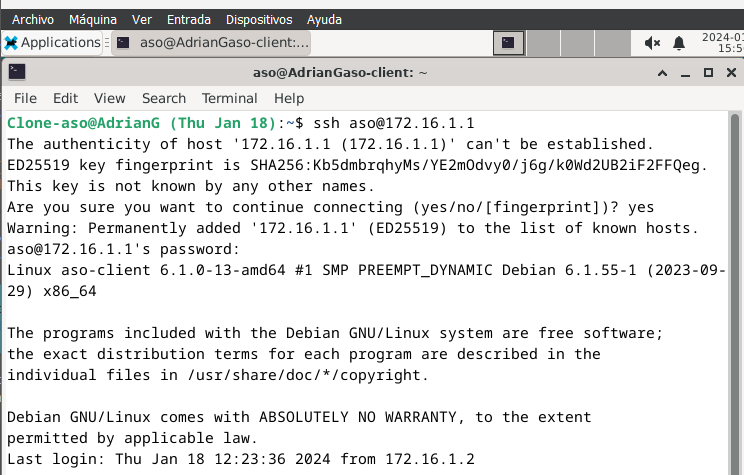 Archivo Máquina Ver Entrada Dispositivos Ayuda
Applications aso@AdrianGaso-client:... 2024-01
15:5
aso@AdrianGaso-client: ~
File Edit View Search Terminal Help
Clone-aso@AdrianG (Thu Jan 18):~$ ssh aso@172.16.1.1
The authenticity of host '172.16.1.1 (172.16.1.1)' can't be established.
ED25519 key fingerprint is SHA256:Kb5dmbrqhyMs/YE2mOdvy0/j6g/k0Wd2UB2iF2FFQeg.
This key is not known by any other names.
Are you sure you want to continue connecting (yes/no/[fingerprint])? yes
Warning: Permanently added '172.16.1.1' (ED25519) to the list of known hosts.
aso@172.16.1.1's password:
Linux aso-client 6.1.0-13-amd64 #1 SMP PREEMPT_DYNAMIC Debian 6.1.55-1 (2023-09-
29) x86_64
The programs included with the Debian GNU/Linux system are free software;
the exact distribution terms for each program are described in the
individual files in /usr/share/doc/*/copyright.
Debian GNU/Linux comes with ABSOLUTELY NO WARRANTY, to the extent
permitted by applicable law.
Last login: Thu Jan 18 12:23:36 2024 from 172.16.1.2